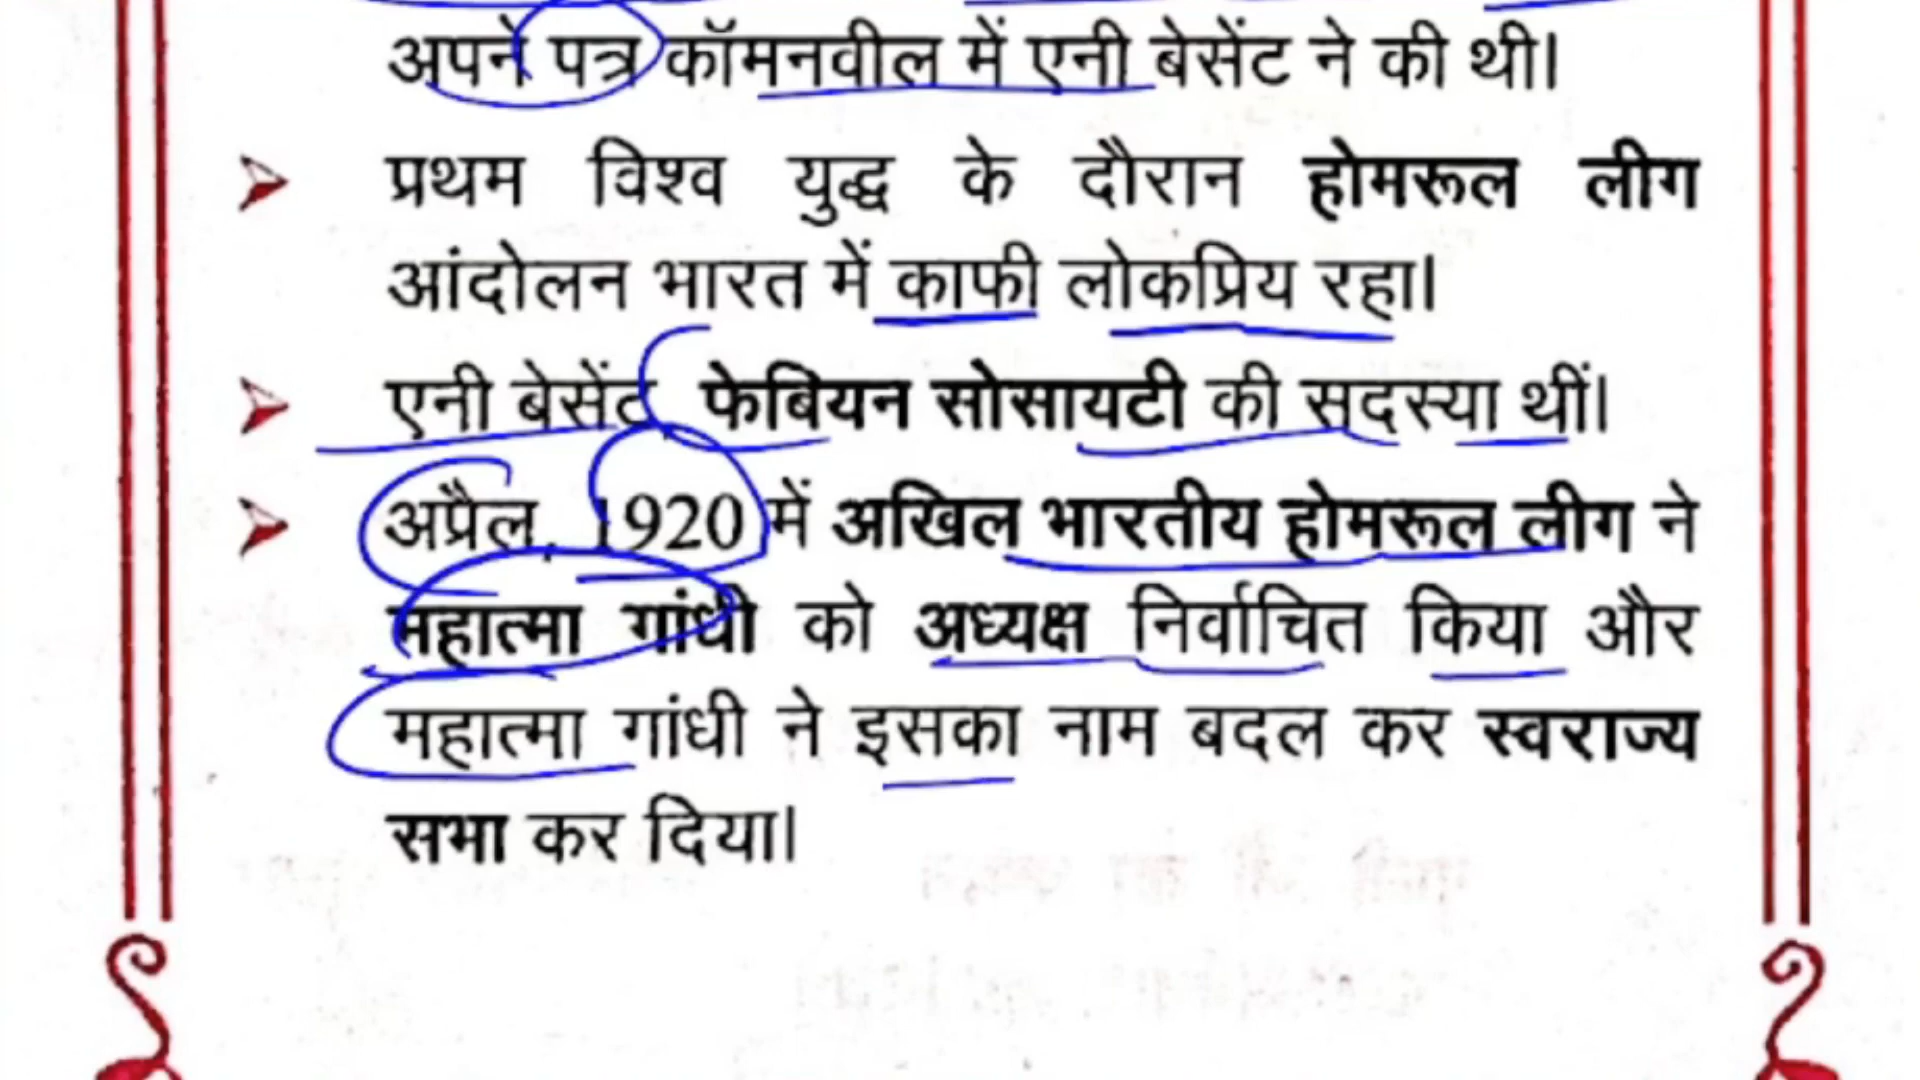 अपने पत्र कॉमनवील में एनी बेसेंट ने की थी।
प्रथम विश्व युद्ध के दौरान होमरूल लीग
आंदोलन भारत में काफी लोकप्रिय रहा।
एनी बेसेंट, फेबियन सोसायटी की सदस्या थीं।
अप्रैल, 1920 में अखिल भारतीय होमरूल लीग ने
महात्मा गांधी को अध्यक्ष निर्वाचित किया और
महात्मा गांधी ने इसका नाम बदल कर स्वराज्य
सभा कर दिया।